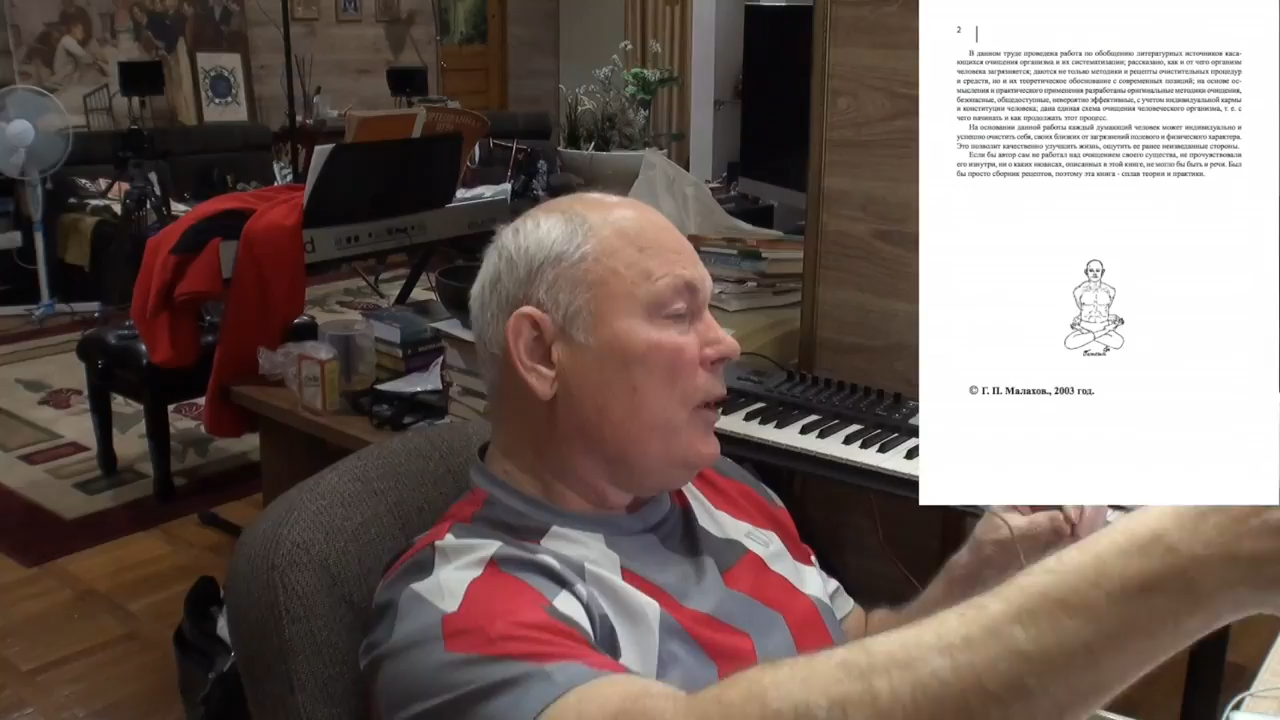 2
В данном труде проведена работа по обобщению литературных источников каса-
ющихся очищения организма и их систематизации; рассказано, как и от чего организм
человека загрязняется; даются не только методики и рецепты очистительных процедур
и средств, но и их теоретическое обоснование с современных позиций; на основе ос-
мысления и практического применения разработаны оригинальные методики очищения,
безопасные, общедоступные, невероятно эффективные, с учетом индивидуальной кармы
и конституции человека; дана единая схема очищения человеческого организма, т. е. с
чего начинать и как продолжать этот процесс.
На основании данной работы каждый думающий человек может индивидуально и
успешно очистить себя, своих близких от загрязнений полевого и физического характера.
Это позволит качественно улучшить жизнь, ощутить ее ранее неизведанные стороны.
Если бы автор сам не работал над очищением своего существа, не прочувствовали
его изнутри, ни о каких нюансах, описанных в этой книге, не могло бы быть и речи. Был
бы просто сборник рецептов, поэтому эта книга - сплав теории и практики.
© Г. П. Малахов., 2003 год.